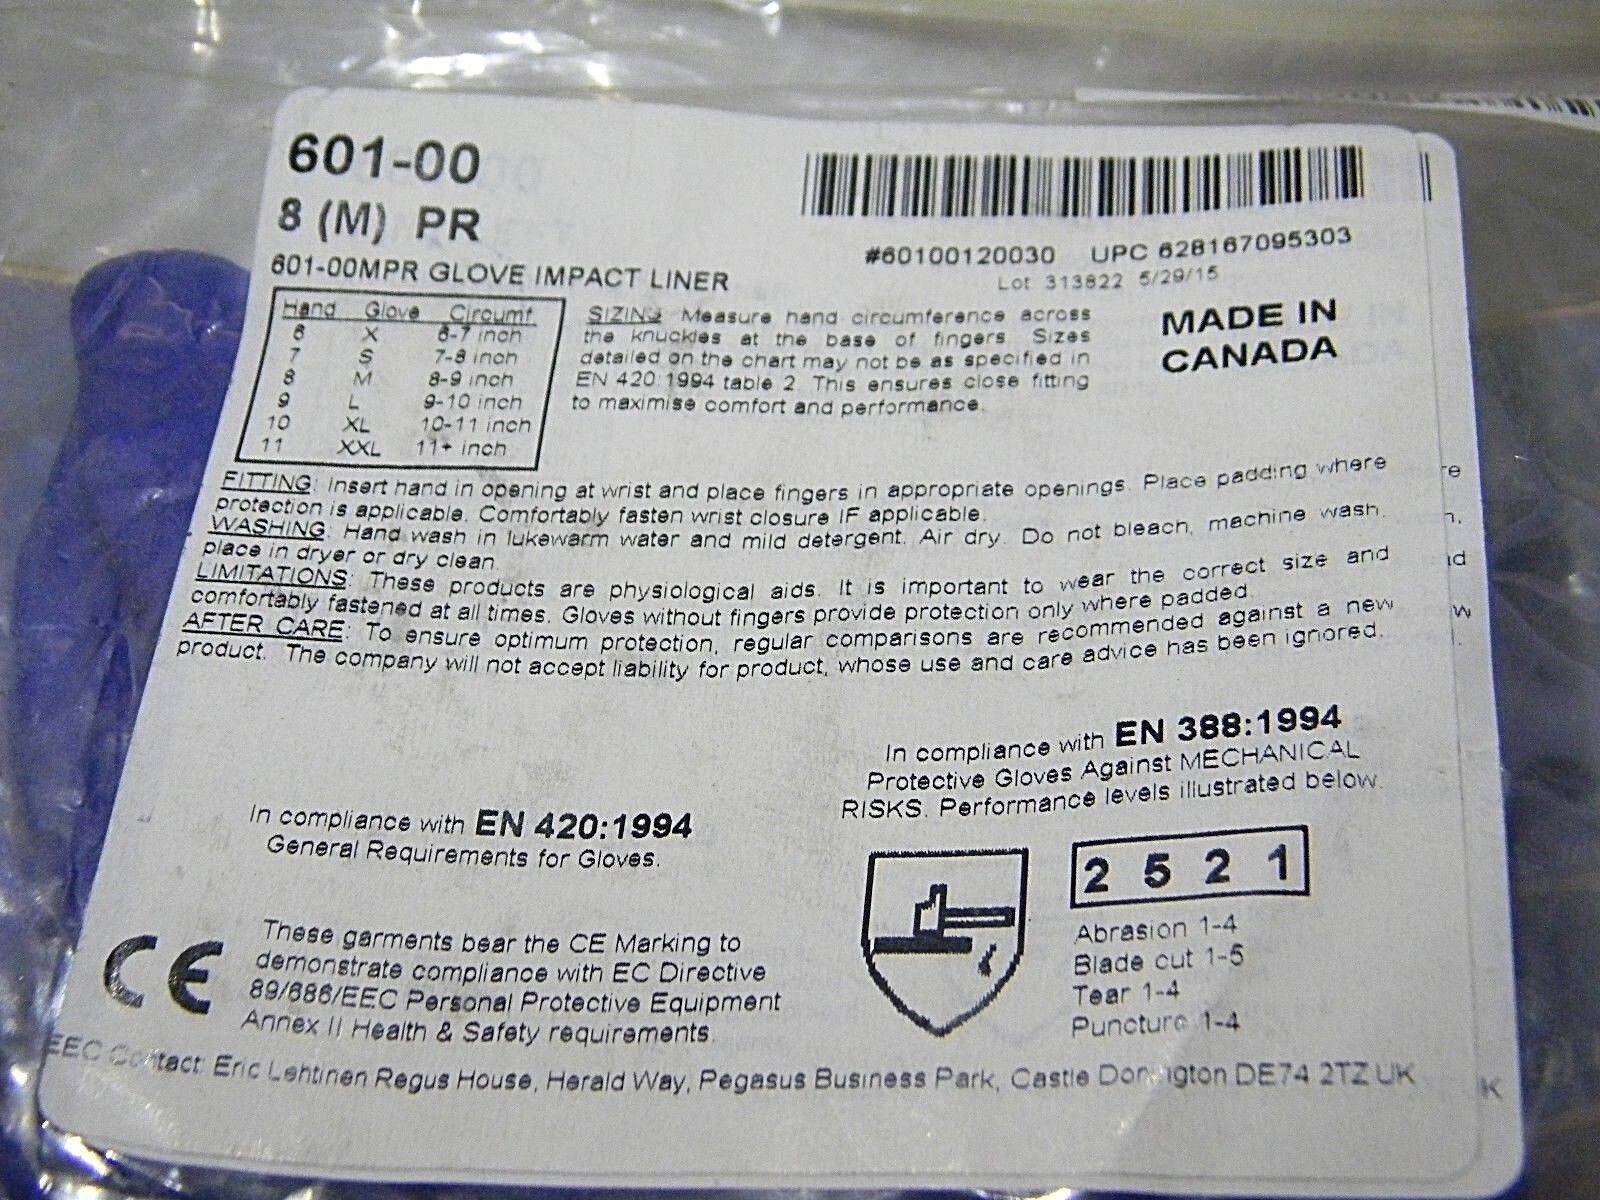 601-00
8 (M) PR
601-00MPR GLOVE IMPACT LINER
#60100120030 UPC 628167095303
Lot 313822 5/29/15
MADE IN
CANADA
Hand Glove Circumf
6 X 6-7 inch
7 S 7-8 inch
8 M 8-9 inch
9 L 9-10 inch
10 XL 10-11 inch
11 XXL 11+ inch
SIZING: Measure hand circumference across
the knuckles at the base of fingers. Sizes
detailed on the chart may not be as specified in
EN 420:1994 table 2. This ensures close fitting
to maximise comfort and performance.
FITTING: Insert hand in opening at wrist and place fingers in appropriate openings. Place padding where
protection is applicable. Comfortably fasten wrist closure IF applicable.
WASHING: Hand wash in lukewarm water and mild detergent. Air dry. Do not bleach, machine wash,
place in dryer or dry clean.
LIMITATIONS: These products are physiological aids. It is important to wear the correct size and
comfortably fastened at all times. Gloves without fingers provide protection only where padded.
AFTER CARE: To ensure optimum protection, regular comparisons are recommended against a new
product. The company will not accept liability for product, whose use and care advice has been ignored.
In compliance with EN 420:1994
General Requirements for Gloves.
In compliance with EN 388:1994
Protective Gloves Against MECHANICAL
RISKS. Performance levels illustrated below.
2 5 2 1
Abrasion 1-4
Blade cut 1-5
Tear 1-4
Puncture 1-4
CE
These garments bear the CE Marking to
demonstrate compliance with EC Directive
89/686/EEC Personal Protective Equipment
Annex II Health & Safety requirements.
EEC Contact: Eric Lehtinen Regus House, Herald Way, Pegasus Business Park, Castle Donington DE74 2TZ UK